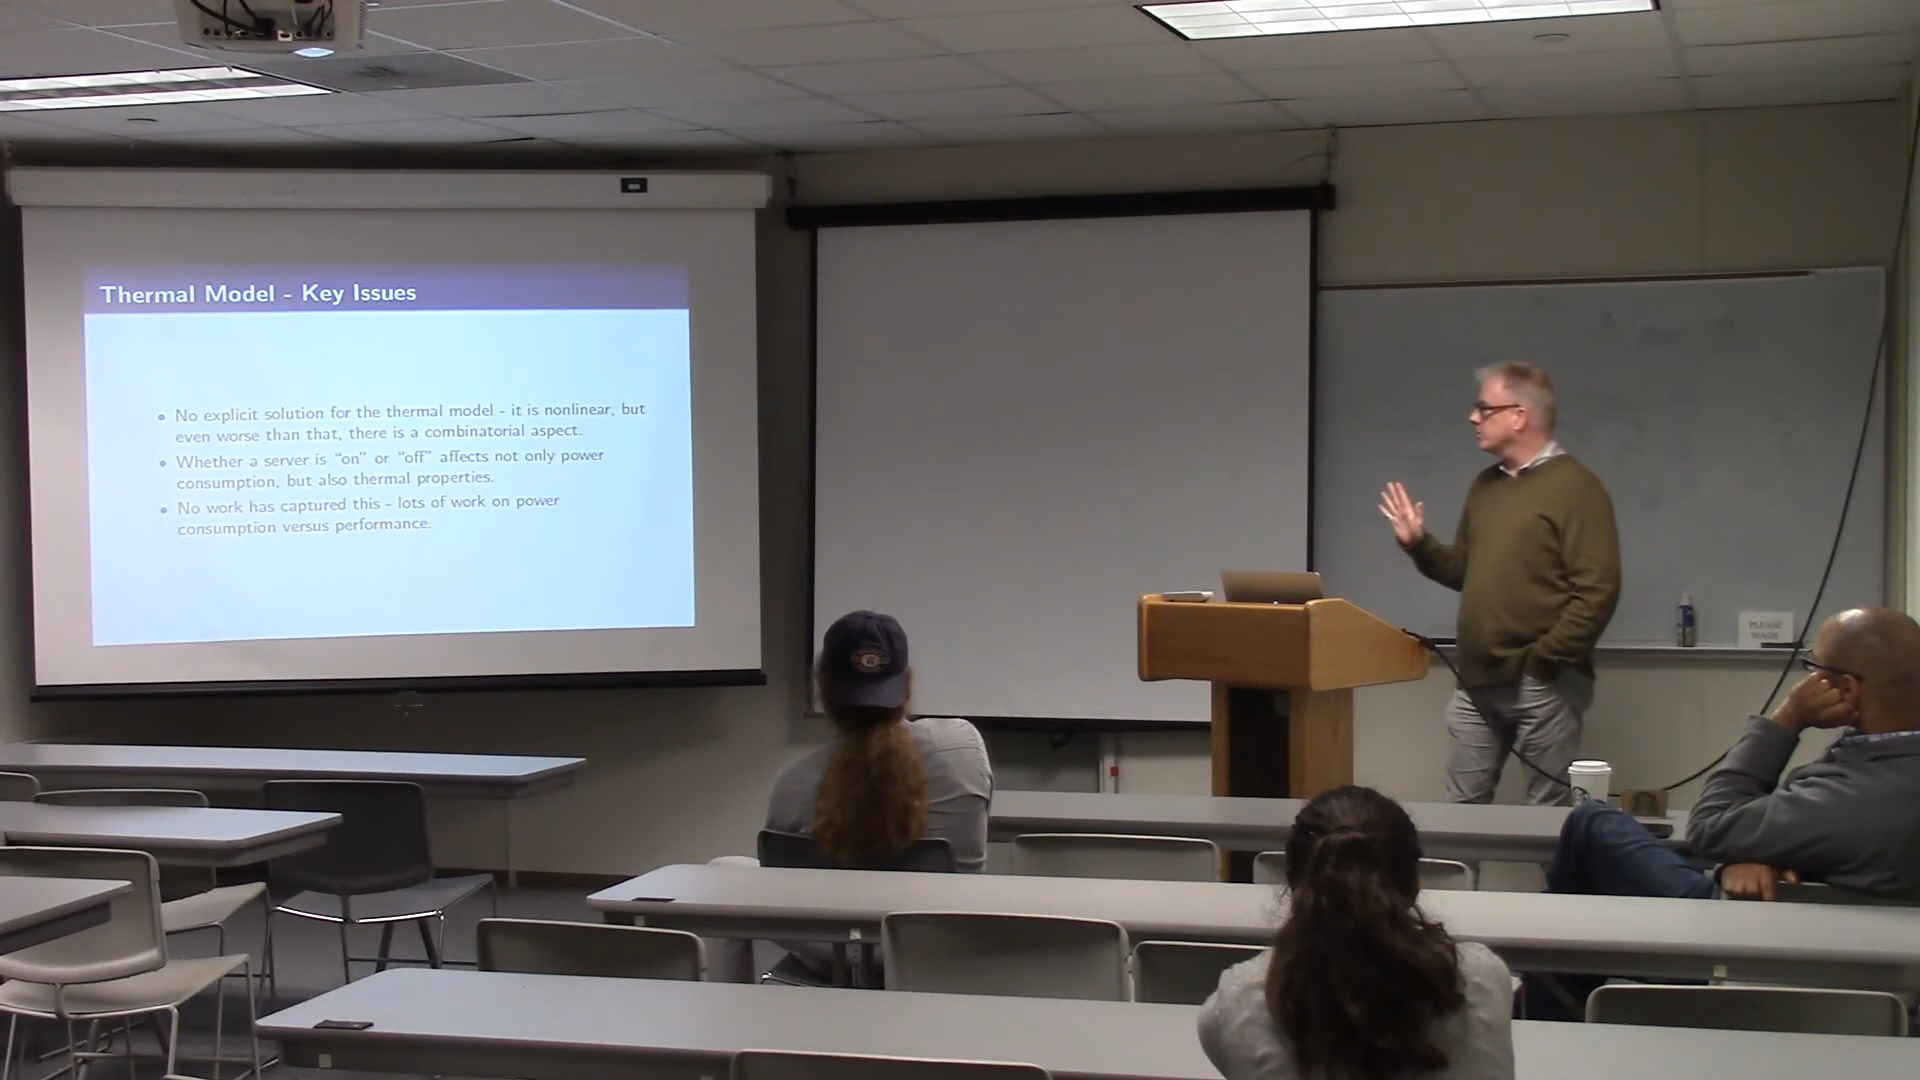 Thermal Model - Key Issues
No explicit solution for the thermal model - it is nonlinear, but
even worse than that, there is a combinatorial aspect.
Whether a server is “on” or “off” affects not only power
consumption, but also thermal properties.
No work has captured this - lots of work on power
consumption versus performance.
W
PLEASE
WASH